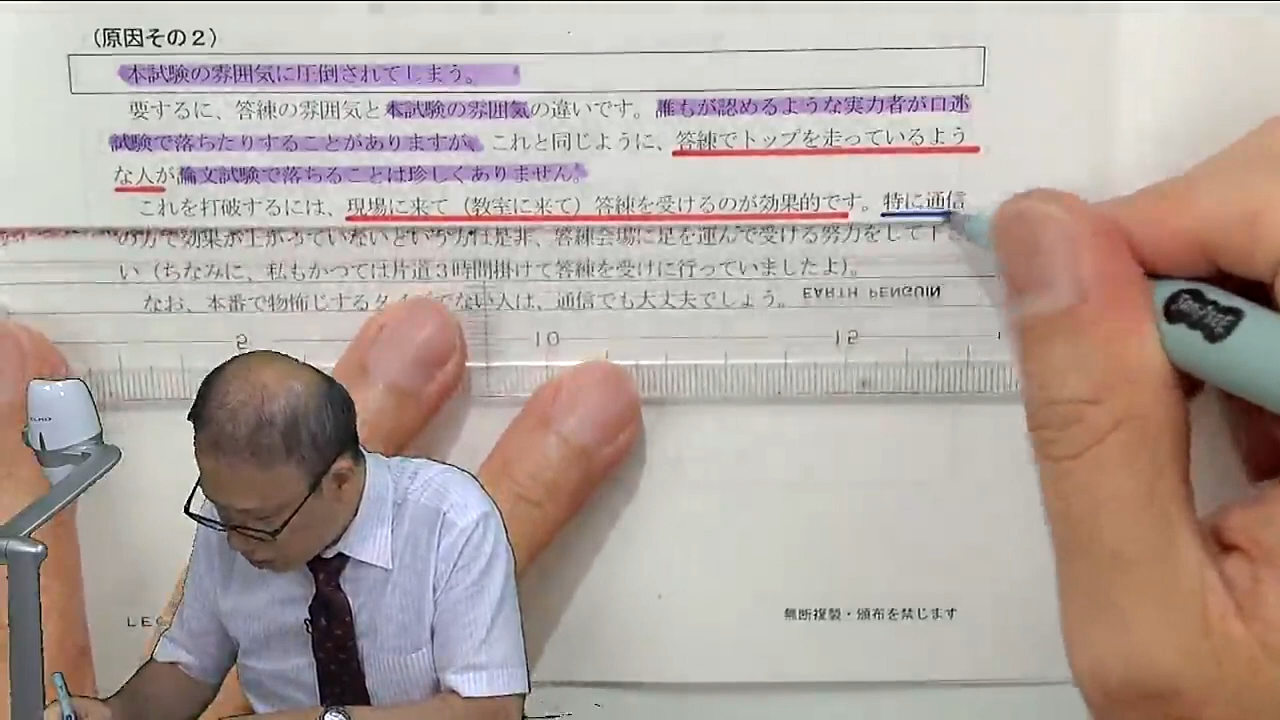 （原因その２）
本試験の雰囲気に圧倒されてしまう。
要するに、答練の雰囲気と本試験の雰囲気の違いです。誰もが認めるような実力者が口述
試験で落ちたりすることがありますが、これと同じように、答練でトップを走っているよう
な人が論文試験で落ちることは珍しくありません。
これを打破するには、現場に来て（教室に来て）答練を受けるのが効果的です。特に通信
の方で効果が上がっていないという方は是非、答練会場に足を運んで受ける努力をして下
い（ちなみに、私もかつては片道３時間掛けて答練を受けに行っていましたよ）。
なお、本番で物怖じするタイプでない人は、通信でも大丈夫でしょう。
EARTH PENGUIN
10 12
ELMO
LEC
無断複製・頒布を禁じます